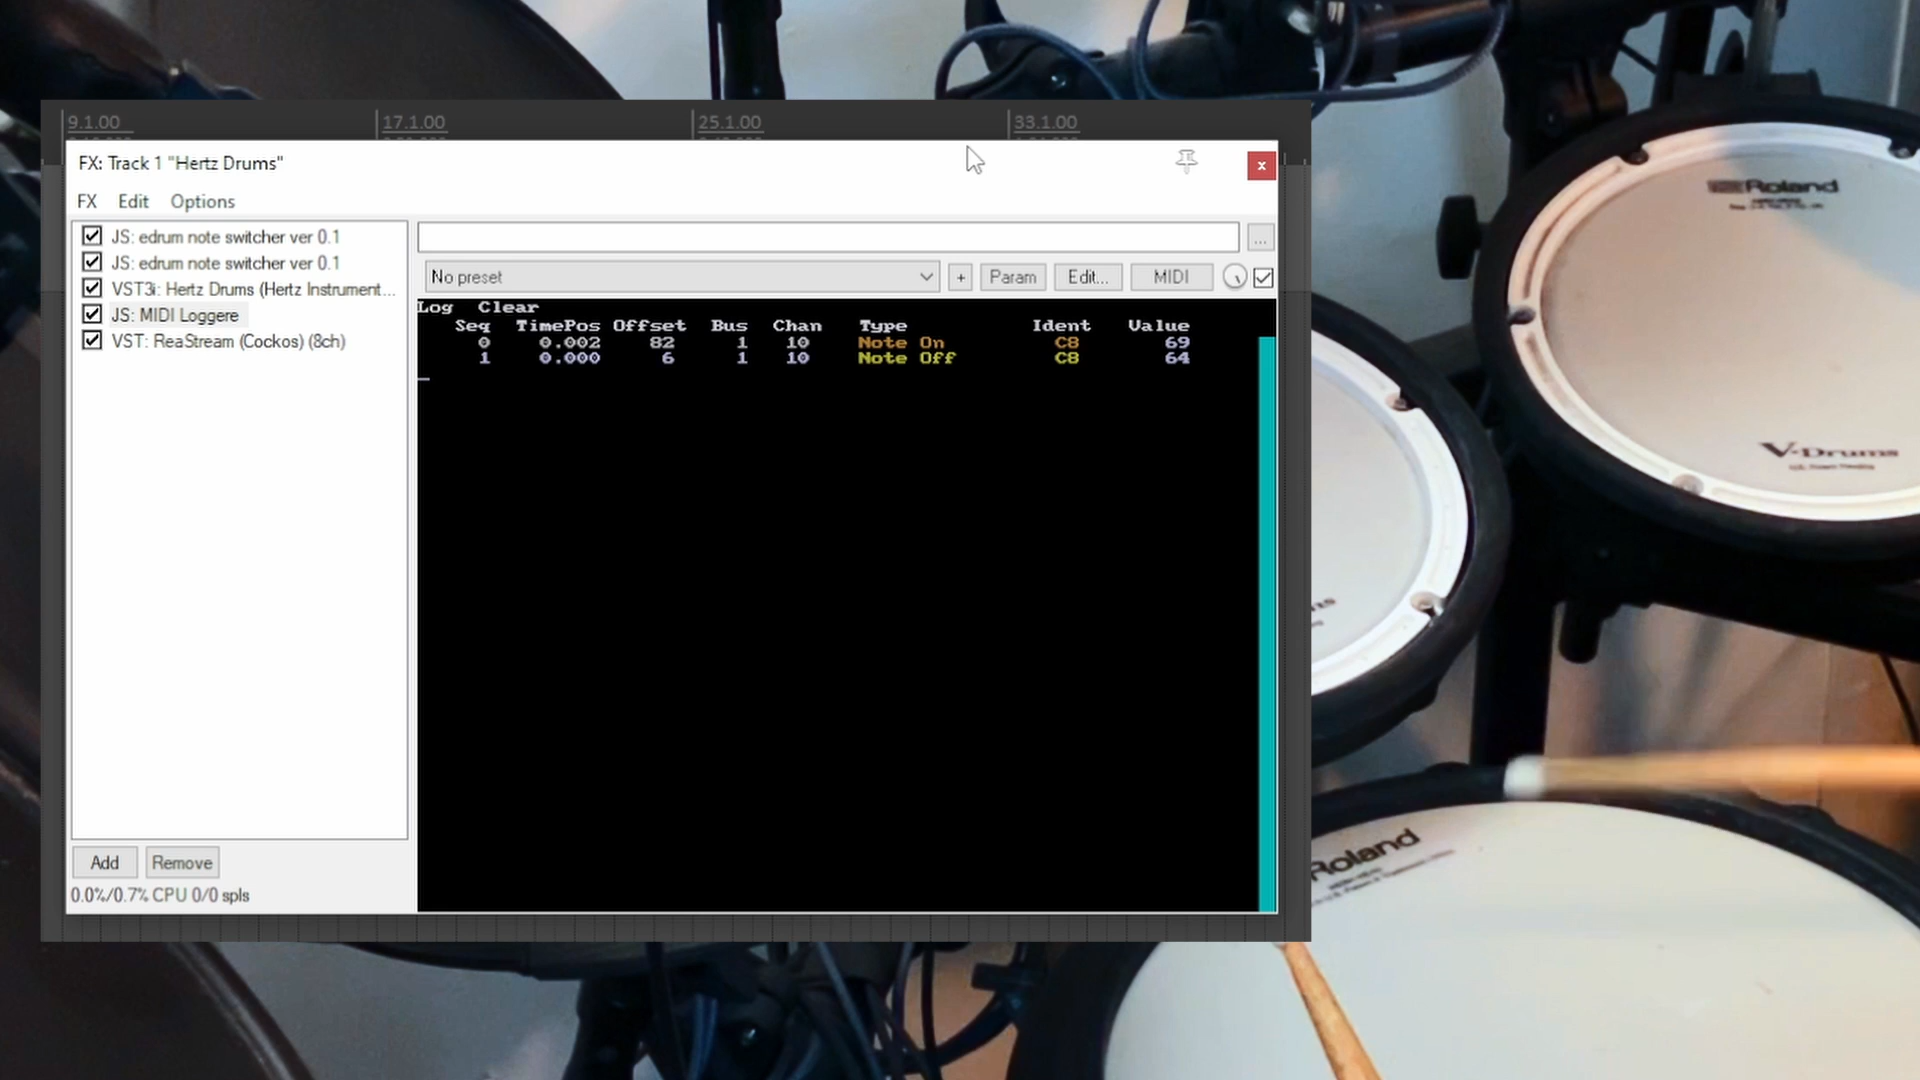 9.1.00 17.1.00 25.1.00 33.1.00
FX: Track 1 "Hertz Drums"
x
FX Edit Options
JS: edrum note switcher ver 0.1
JS: edrum note switcher ver 0.1
VST3i: Hertz Drums (Hertz Instrument...
JS: MIDI Loggere
VST: ReaStream (Cockos) (8ch)
...
No preset + Param Edit... MIDI
Log Clear
Seq TimePos Offset Bus Chan Type Ident Value
0 0.002 82 1 10 Note On C8 69
1 0.000 6 1 10 Note Off C8 64
Add Remove
0.0%/0.7% CPU 0/0 spls
Roland
V-Drums
Roland